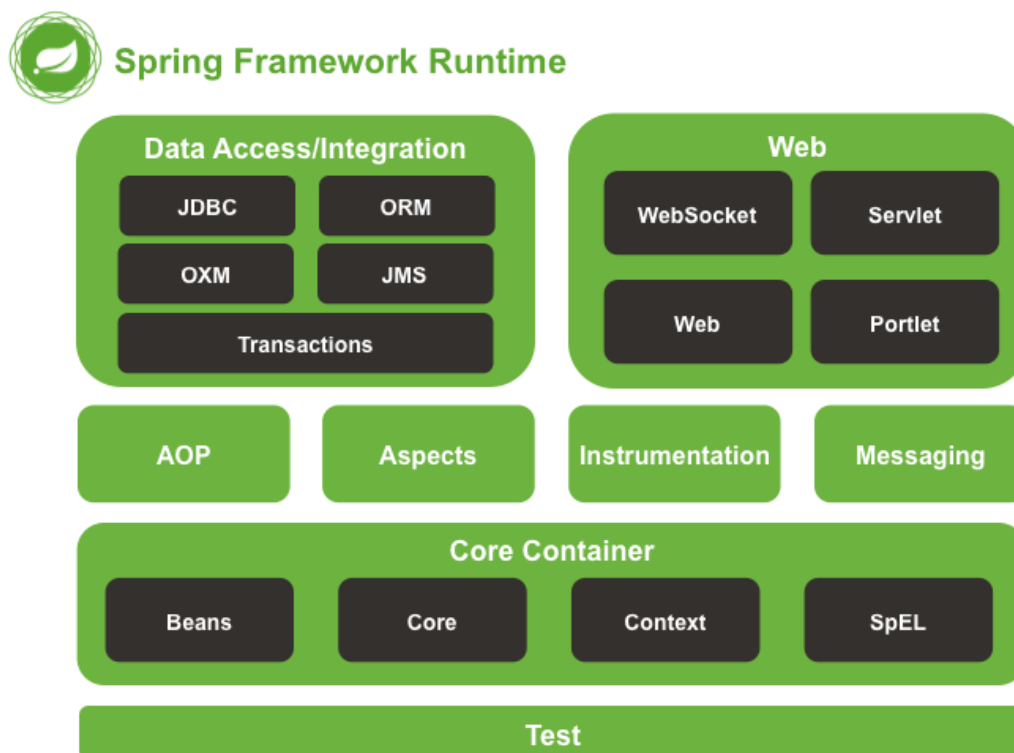 Spring Framework Runtime
Data Access/Integration
JDBC
ORM
OXM
JMS
Transactions
Web
WebSocket
Servlet
Web
Portlet
AOP
Aspects
Instrumentation
Messaging
Core Container
Beans
Core
Context
SpEL
Test